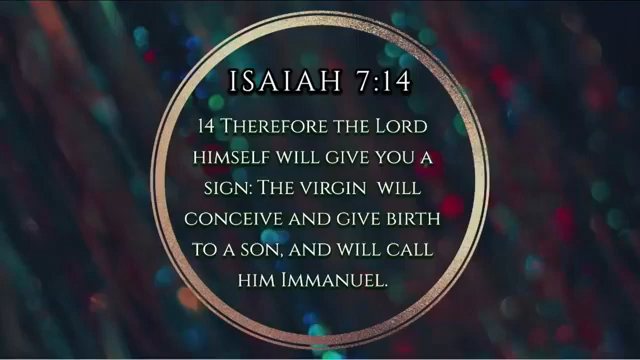 ISAIAH 7:14
14 THEREFORE THE LORD
HIMSELF WILL GIVE YOU A
SIGN: THE VIRGIN WILL
CONCEIVE AND GIVE BIRTH
TO A SON, AND WILL CALL
HIM IMMANUEL.